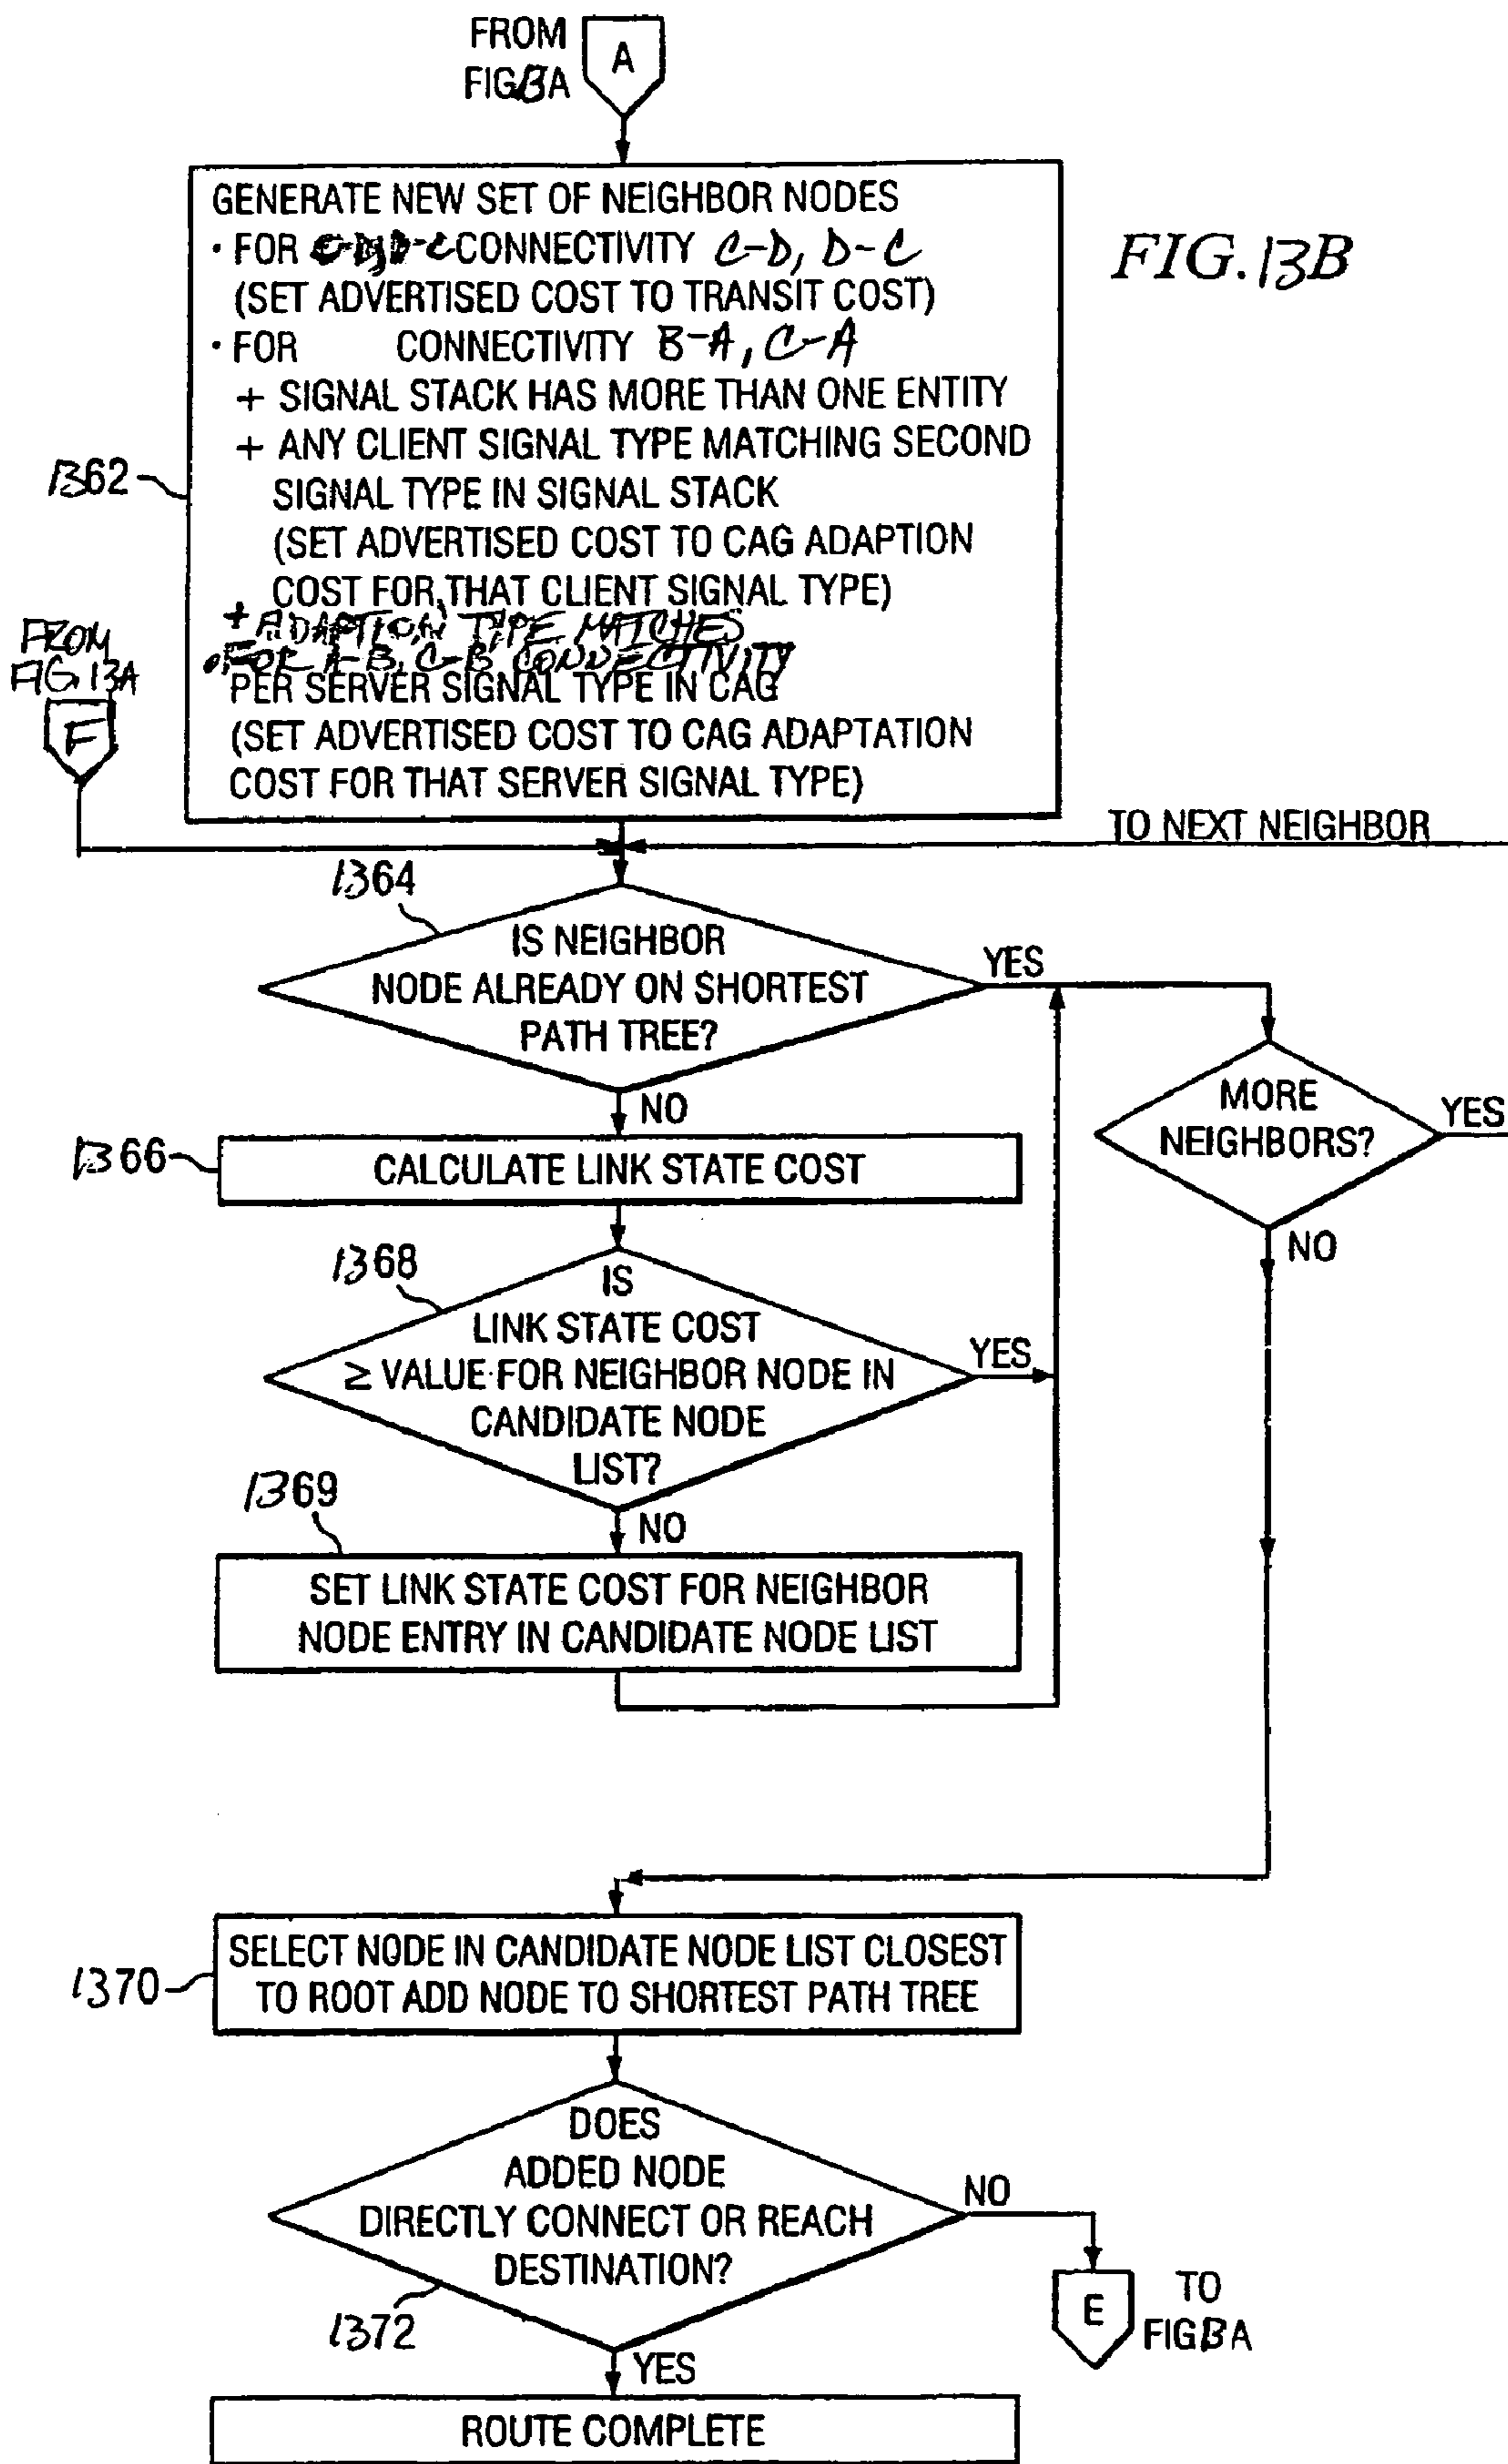 FROM
FIG 13A
A
GENERATE NEW SET OF NEIGHBOR NODES
· FOR CONNECTIVITY C-D, D-C
(SET ADVERTISED COST TO TRANSIT COST)
· FOR CONNECTIVITY B-A, C-A
+ SIGNAL STACK HAS MORE THAN ONE ENTITY
+ ANY CLIENT SIGNAL TYPE MATCHING SECOND
SIGNAL TYPE IN SIGNAL STACK
(SET ADVERTISED COST TO CAG ADAPTION
COST FOR THAT CLIENT SIGNAL TYPE)
+ ADAPTION TYPE MATCHES
· FOR A-B, C-B CONNECTIVITY
PER SERVER SIGNAL TYPE IN CAG
(SET ADVERTISED COST TO CAG ADAPTATION
COST FOR THAT SERVER SIGNAL TYPE)
FIG. 13B
1362
FROM
FIG 13A
F
TO NEXT NEIGHBOR
1364
IS NEIGHBOR
NODE ALREADY ON SHORTEST
PATH TREE?
YES
NO
MORE
NEIGHBORS?
YES
NO
1366
CALCULATE LINK STATE COST
1368
IS
LINK STATE COST
≥ VALUE FOR NEIGHBOR NODE IN
CANDIDATE NODE
LIST?
YES
NO
1369
SET LINK STATE COST FOR NEIGHBOR
NODE ENTRY IN CANDIDATE NODE LIST
1370
SELECT NODE IN CANDIDATE NODE LIST CLOSEST
TO ROOT ADD NODE TO SHORTEST PATH TREE
DOES
ADDED NODE
DIRECTLY CONNECT OR REACH
DESTINATION?
NO
1372
E
TO
FIG 13A
YES
ROUTE COMPLETE